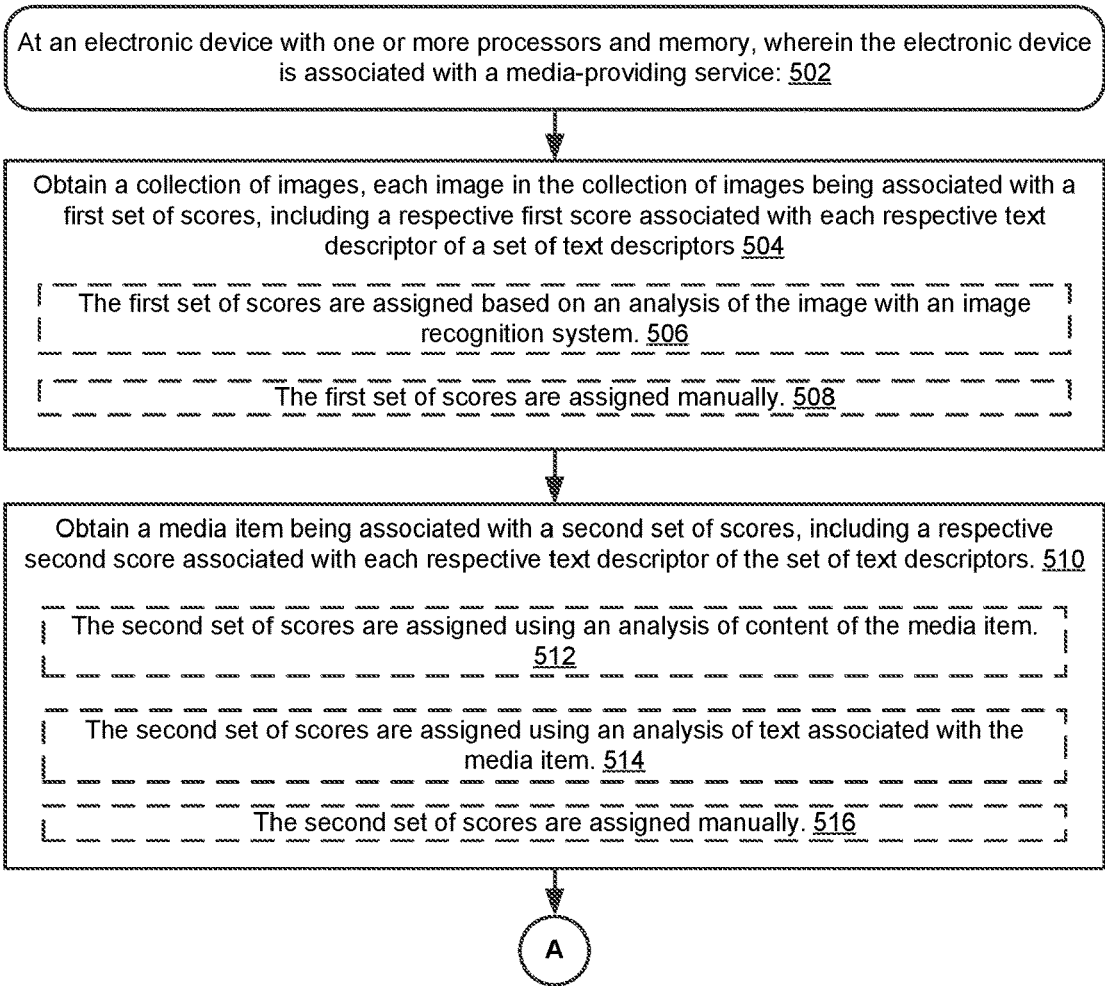 At an electronic device with one or more processors and memory, wherein the electronic device
is associated with a media-providing service: 502
Obtain a collection of images, each image in the collection of images being associated with a
first set of scores, including a respective first score associated with each respective text
descriptor of a set of text descriptors 504
The first set of scores are assigned based on an analysis of the image with an image
recognition system. 506
The first set of scores are assigned manually. 508
Obtain a media item being associated with a second set of scores, including a respective
second score associated with each respective text descriptor of the set of text descriptors. 510
The second set of scores are assigned using an analysis of content of the media item.
512
The second set of scores are assigned using an analysis of text associated with the
media item. 514
The second set of scores are assigned manually. 516
A